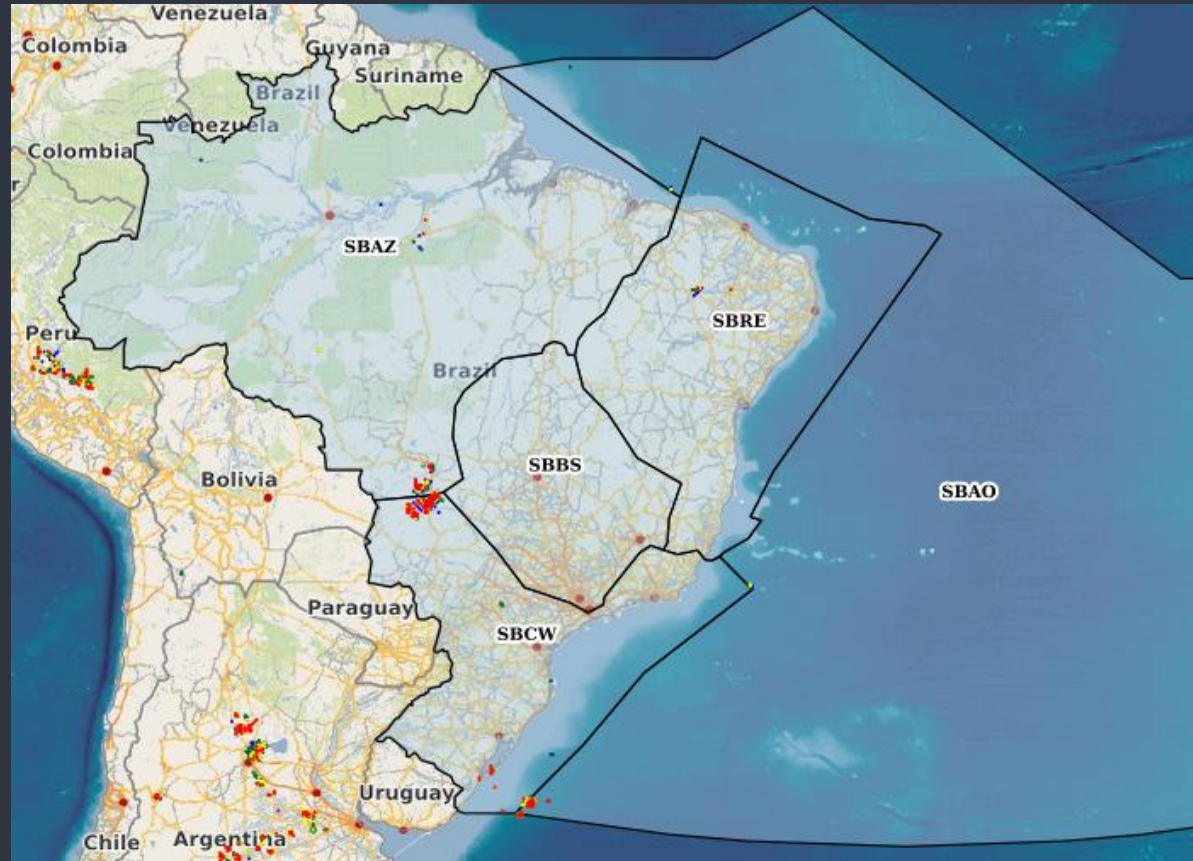 Venezuela
Colombia
Guyana
Suriname
Brazil
Venezuela
Colombia
r
SBAZ
SBRE
Peru
Brazil
SBBS
Bolivia
SBAO
Paraguay
SBCW
Uruguay
Chile
Argentina